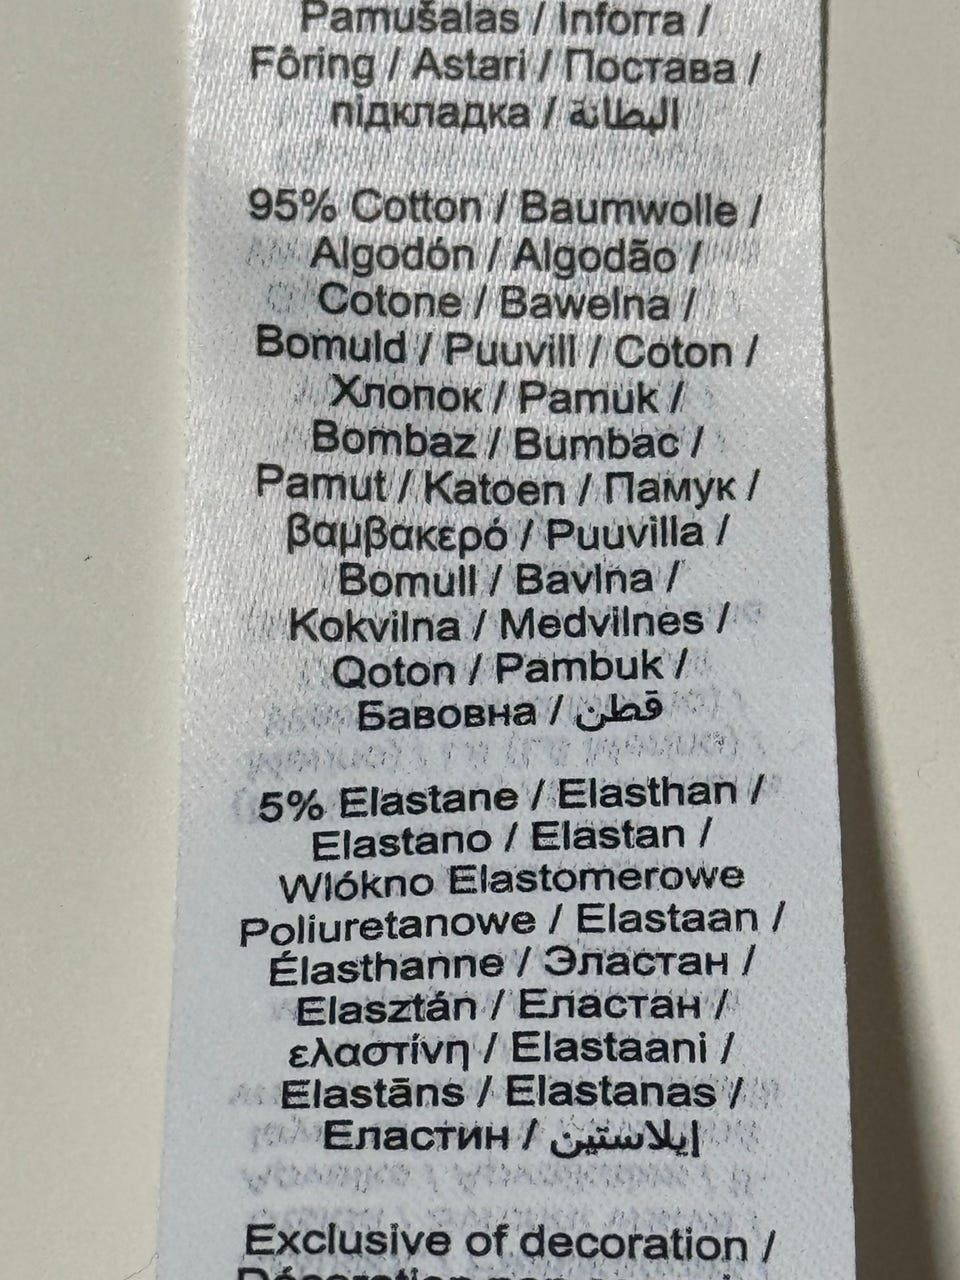 Pamušalas / Inforra /
Fôring / Astari / Постава /
підкладка / البطانة
95% Cotton / Baumwolle /
Algodón / Algodão /
Cotone / Bawelna /
Bomuld / Puuvill / Coton /
Хлопок / Pamuk /
Bombaz / Bumbac /
Pamut / Katoen / Памук /
βαμβακερό / Puuvilla /
Bomull / Bavlna /
Kokvilna / Medvilnes /
Qoton / Pambuk /
Бавовна / قطن
5% Elastane / Elasthan /
Elastano / Elastan /
Wlókno Elastomerowe
Poliuretanowe / Elastaan /
Élasthanne / Эластан /
Elasztán / Еластан /
ελαστίνη / Elastaani /
Elastāns / Elastanas /
Еластин / إيلاستين
Exclusive of decoration /